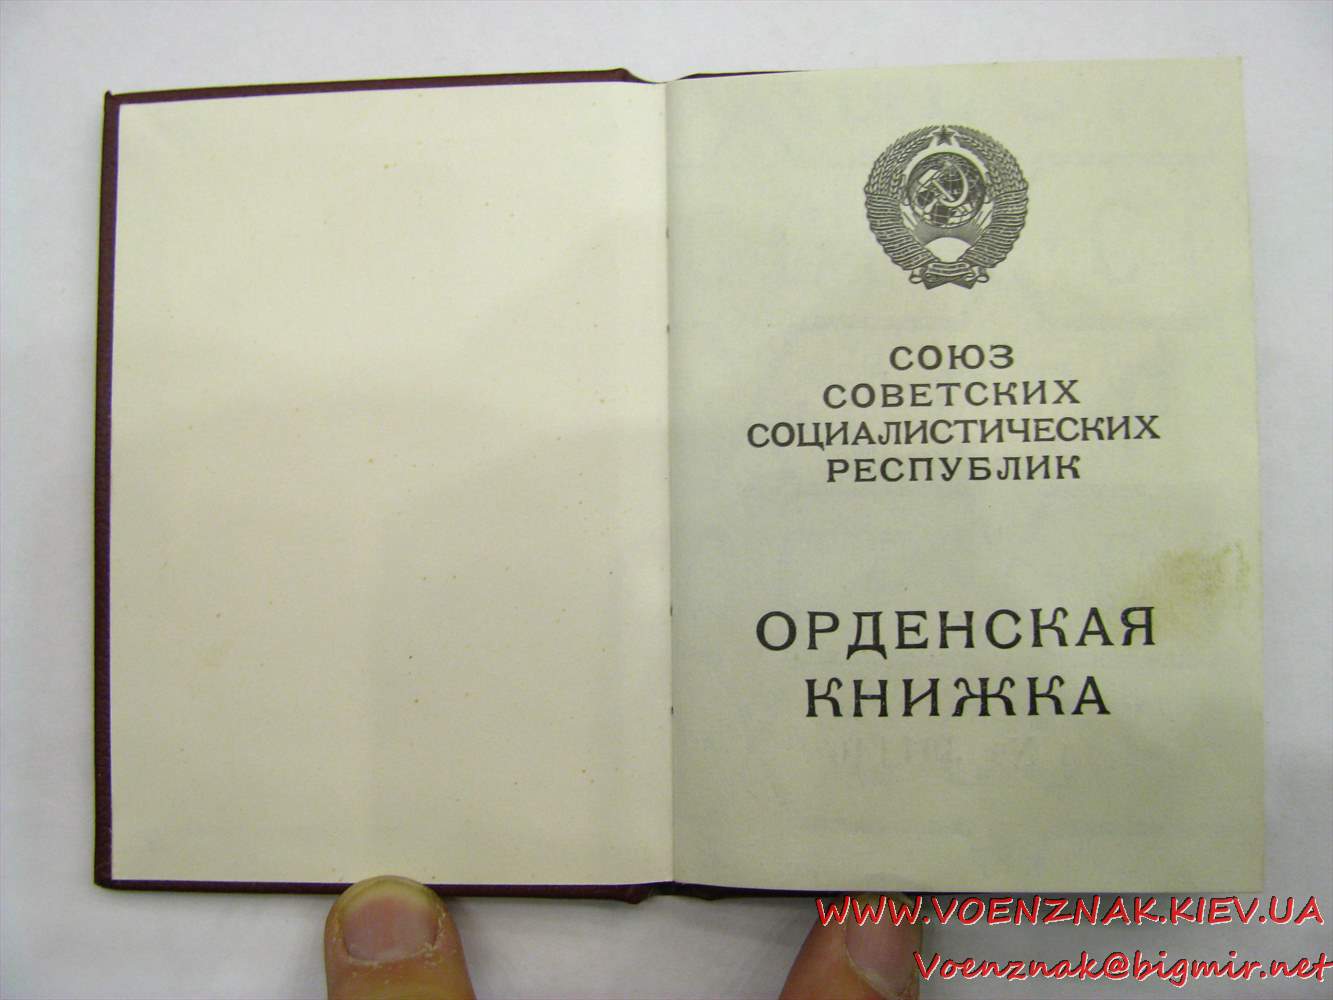 СОЮЗ
СОВЕТСКИХ
СОЦИАЛИСТИЧЕСКИХ
РЕСПУБЛИК
ОРДЕНСКАЯ
КНИЖКА
WWW.VOENZNAK.KIEV.UA
Voenznak@bigmir.net